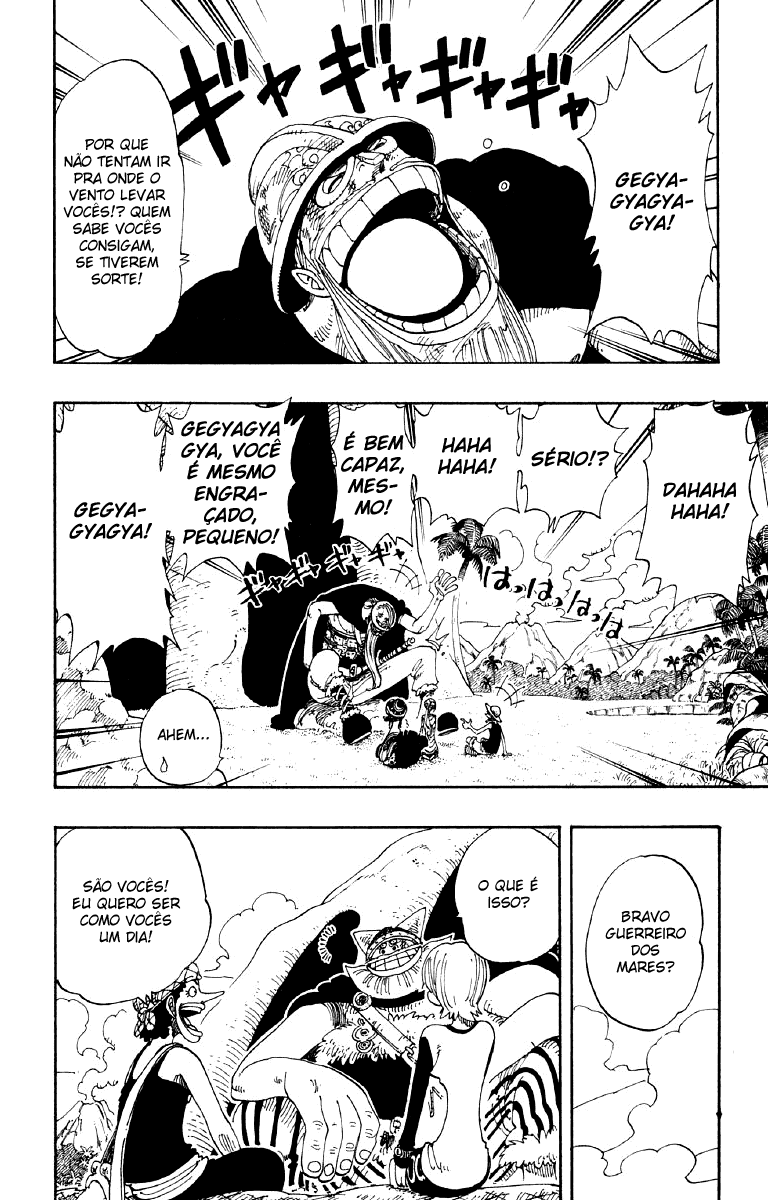 ギャギャギャギャ
GEGYA-
GYAGYA-
GYA!
POR QUE
NÃO TENTAM IR
PRA ONDE O
VENTO LEVAR
VOCÊS!? QUEM
SABE VOCÊS
CONSIGAM,
SE TIVEREM
SORTE!
DAHAHA
HAHA!
SÉRIO!?
HAHA
HAHA!
É BEM
CAPAZ,
MES-
MO!
GEGYAGYA
GYA, VOCÊ
É MESMO
ENGRA-
ÇADO,
PEQUENO!
GEGYA-
GYAGYA!
ギャギャギャギャ
はっはっはっは
AHEM...
BRAVO
GUERREIRO
DOS
MARES?
O QUE É
ISSO?
SÃO VOCÊS!
EU QUERO SER
COMO VOCÊS
UM DIA!